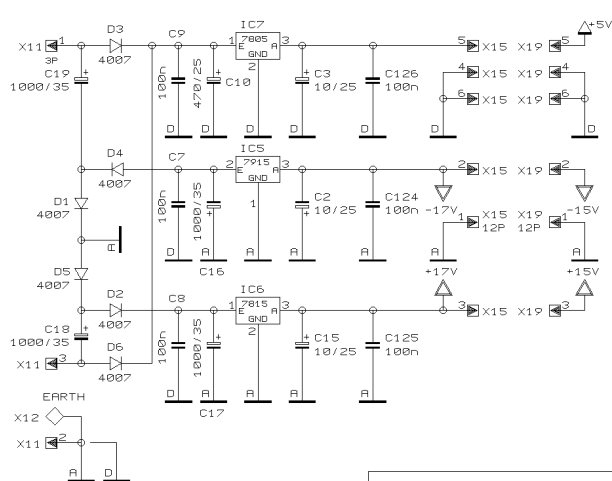 X11 1
3P
C19
1000/35
D3
4007
C9
100n
470/25
C10
IC7
7805
1 E A 3
GND
2
C3
10/25
C126
100n
5 X15 X19 5
+5V
4 X15 X19 4
6 X15 X19 6
D D D D D D D
D4
4007
D1
4007
A
C7
100n
1000/35
C16
IC5
7915
2 E A 3
GND
1
C2
10/25
C124
100n
2 X15 X19 2
-17V -15V
1 X15 X19 1
12P 12P
A A A A A A A
D5
4007
+17V +15V
D2
4007
C8
100n
1000/35
C17
IC6
7815
1 E A 3
GND
2
C15
10/25
C125
100n
3 X15 X19 3
C18
1000/35
X11 3
D6
4007
D A A A
EARTH
X12
X11 2
A D